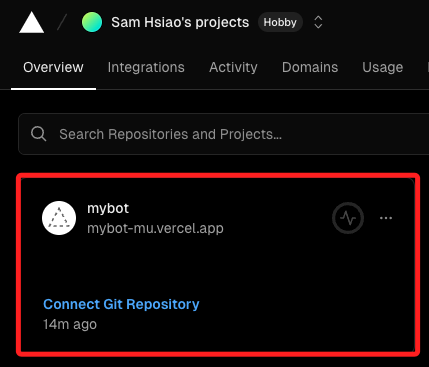 Sam Hsiao's projects Hobby
Overview Integrations Activity Domains Usage
Search Repositories and Projects...
mybot
mybot-mu.vercel.app
Connect Git Repository
14m ago